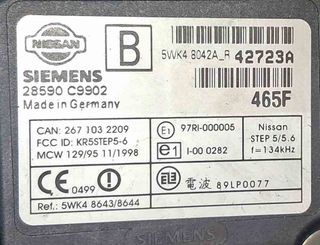 NISSAN
B
5WK4 8042A_R 42723A
SIEMENS
28590 C9902
Made in Germany
465F
CAN: 267 103 2209
FCC ID: KR5STEP5-6
MCW 129/95 11/1998
E1 97RI-000005
e1 I-00 0282
Nissan
STEP 5/5.6
f=134kHz
CE 0499
電波 89LP0077
Ref.: 5WK4 8643/8644
SIEMENS